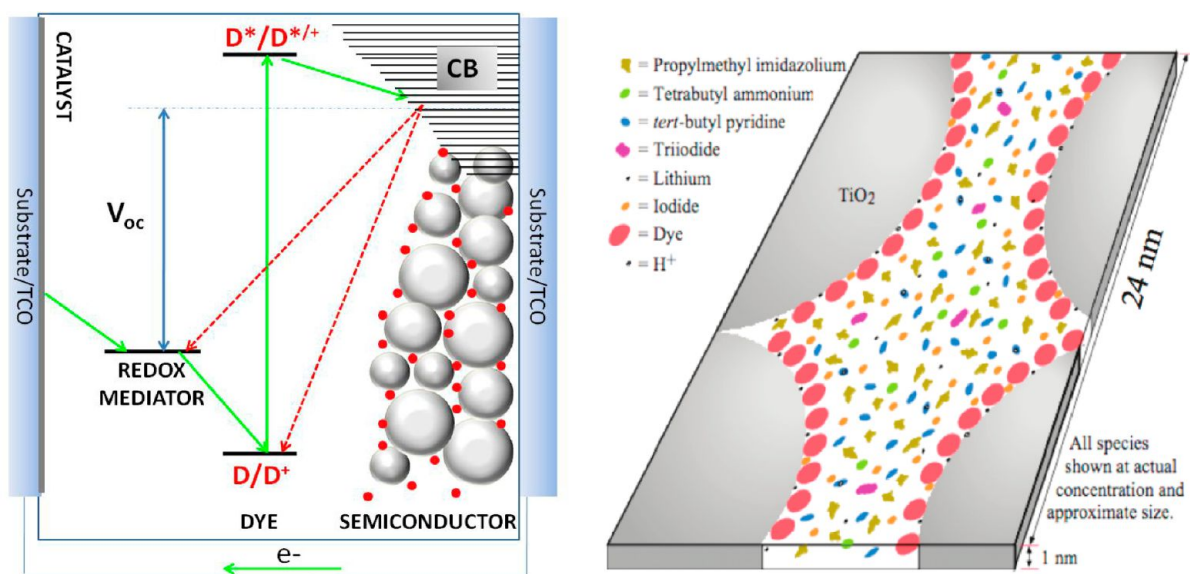 D*/D*/+
CATALYST
CB
Voc
Substrate/TCO
Substrate/TCO
REDOX
MEDIATOR
D/D+
DYE
SEMICONDUCTOR
e-
= Propylmethyl imidazolium
= Tetrabutyl ammonium
= tert-butyl pyridine
= Triiodide
= Lithium
= Iodide
= Dye
= H+
TiO2
24 nm
All species
shown at actual
concentration and
approximate size.
1 nm